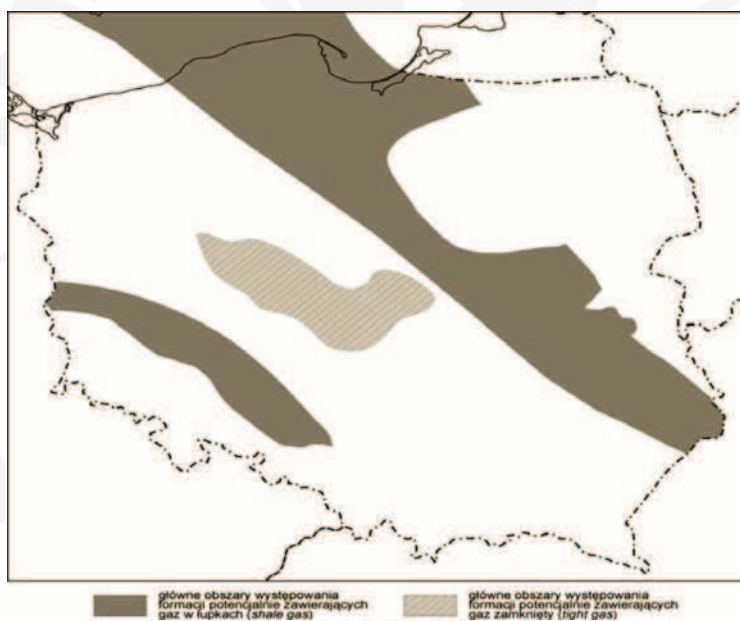 główne obszary występowania
formacji potencjalnie zawierających
gaz w łupkach (shale gas)
główne obszary występowania
formacji potencjalnie zawierających
gaz zamknięty (tight gas)